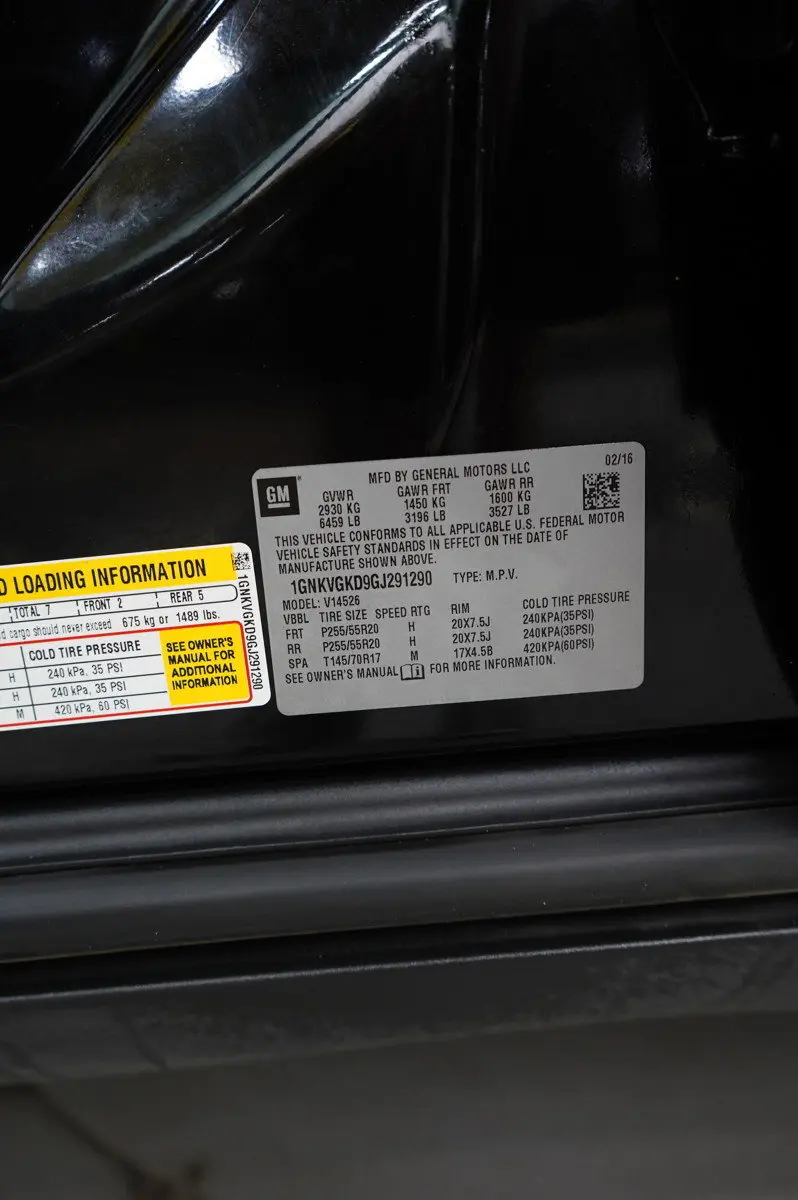 D LOADING INFORMATION
TOTAL 7 FRONT 2 REAR 5
d cargo should never exceed 675 kg or 1489 lbs.
COLD TIRE PRESSURE
H 240 kPa, 35 PSI
H 240 kPa, 35 PSI
M 420 kPa, 60 PSI
SEE OWNER'S
MANUAL FOR
ADDITIONAL
INFORMATION
1GNKVGKD9GJ291290
GM
MFD BY GENERAL MOTORS LLC 02/16
GVWR GAWR FRT GAWR RR
2930 KG 1450 KG 1600 KG
6459 LB 3196 LB 3527 LB
THIS VEHICLE CONFORMS TO ALL APPLICABLE U.S. FEDERAL MOTOR
VEHICLE SAFETY STANDARDS IN EFFECT ON THE DATE OF
MANUFACTURE SHOWN ABOVE.
1GNKVGKD9GJ291290 TYPE: M.P.V.
MODEL: V14526
VBBL TIRE SIZE SPEED RTG RIM COLD TIRE PRESSURE
FRT P255/55R20 H 20X7.5J 240KPA(35PSI)
RR P255/55R20 H 20X7.5J 240KPA(35PSI)
SPA T145/70R17 M 17X4.5B 420KPA(60PSI)
SEE OWNER'S MANUAL FOR MORE INFORMATION.